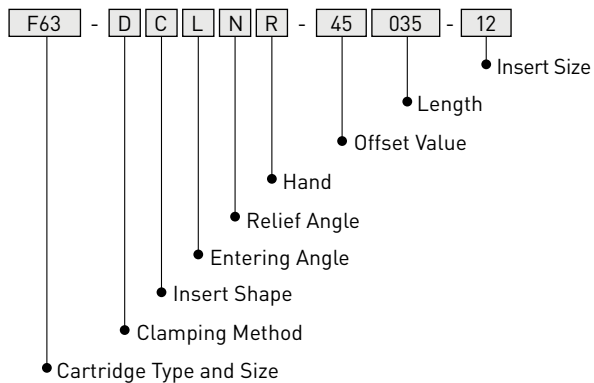 F63 - D C L N R - 45 035 - 12
Insert Size
Length
Offset Value
Hand
Relief Angle
Entering Angle
Insert Shape
Clamping Method
Cartridge Type and Size